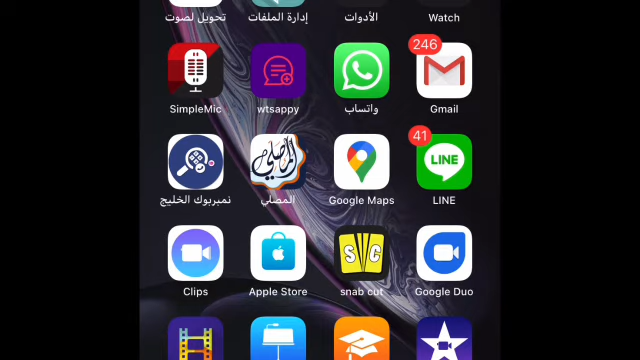 تحويل لصوت
إدارة الملفات
الأدوات
Watch
246
SimpleMic
wtsappy
واتساب
Gmail
المصلي
41
LINE
نمبربوك الخليج
المصلي
Google Maps
LINE
SVC
Clips
Apple Store
snab cut
Google Duo